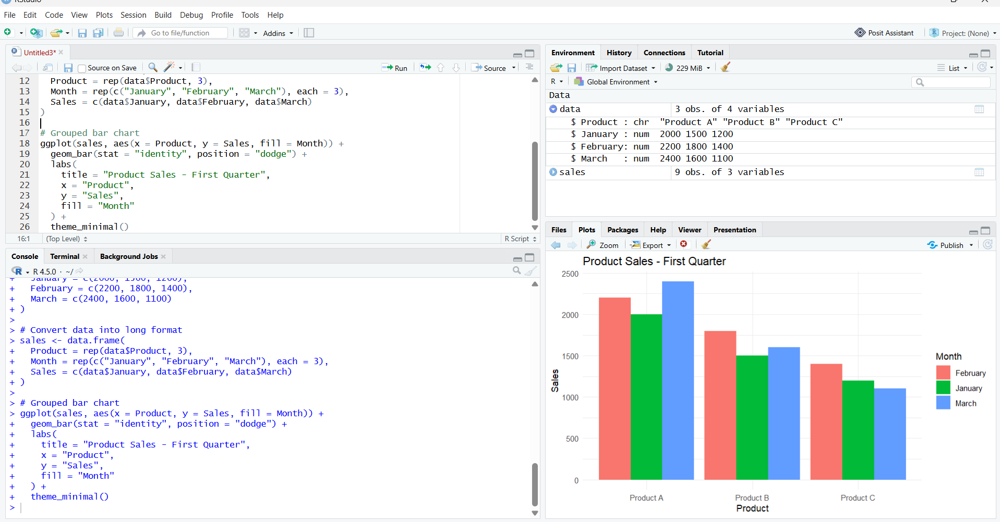 RStudio
File Edit Code View Plots Session Build Debug Profile Tools Help
Go to file/function Addins Posit Assistant Project: (None)
Untitled3*
Source on Save Run Source
12 Product = rep(data$Product, 3),
13 Month = rep(c("January", "February", "March"), each = 3),
14 Sales = c(data$January, data$February, data$March)
15 )
16
17 # Grouped bar chart
18 ggplot(sales, aes(x = Product, y = Sales, fill = Month)) +
19 geom_bar(stat = "identity", position = "dodge") +
20 labs(
21 title = "Product Sales - First Quarter",
22 x = "Product",
23 y = "Sales",
24 fill = "Month"
25 ) +
26 theme_minimal()
16:1 (Top Level) R Script
Console Terminal Background Jobs
R 4.5.0 · ~/
+ January = c(2000, 1500, 1200),
+ February = c(2200, 1800, 1400),
+ March = c(2400, 1600, 1100)
+ )
>
> # Convert data into long format
> sales <- data.frame(
+ Product = rep(data$Product, 3),
+ Month = rep(c("January", "February", "March"), each = 3),
+ Sales = c(data$January, data$February, data$March)
+ )
>
> # Grouped bar chart
> ggplot(sales, aes(x = Product, y = Sales, fill = Month)) +
+ geom_bar(stat = "identity", position = "dodge") +
+ labs(
+ title = "Product Sales - First Quarter",
+ x = "Product",
+ y = "Sales",
+ fill = "Month"
+ ) +
+ theme_minimal()
>
Environment History Connections Tutorial
Import Dataset 229 MiB List
R Global Environment
Data
data 3 obs. of 4 variables
$ Product : chr "Product A" "Product B" "Product C"
$ January : num 2000 1500 1200
$ February: num 2200 1800 1400
$ March : num 2400 1600 1100
sales 9 obs. of 3 variables
Files Plots Packages Help Viewer Presentation
Zoom Export Publish
Product Sales - First Quarter
2500
2000
1500
1000
500
0
Sales
Product A Product B Product C
Product
Month
February
January
March